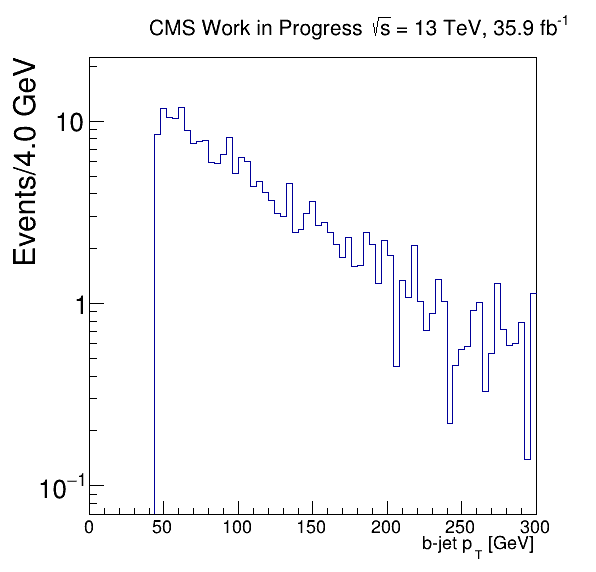 CMS Work in Progress √s = 13 TeV, 35.9 fb⁻¹
Events/4.0 GeV
10
1
10⁻¹
0 50 100 150 200 250 300
b-jet p_T [GeV]